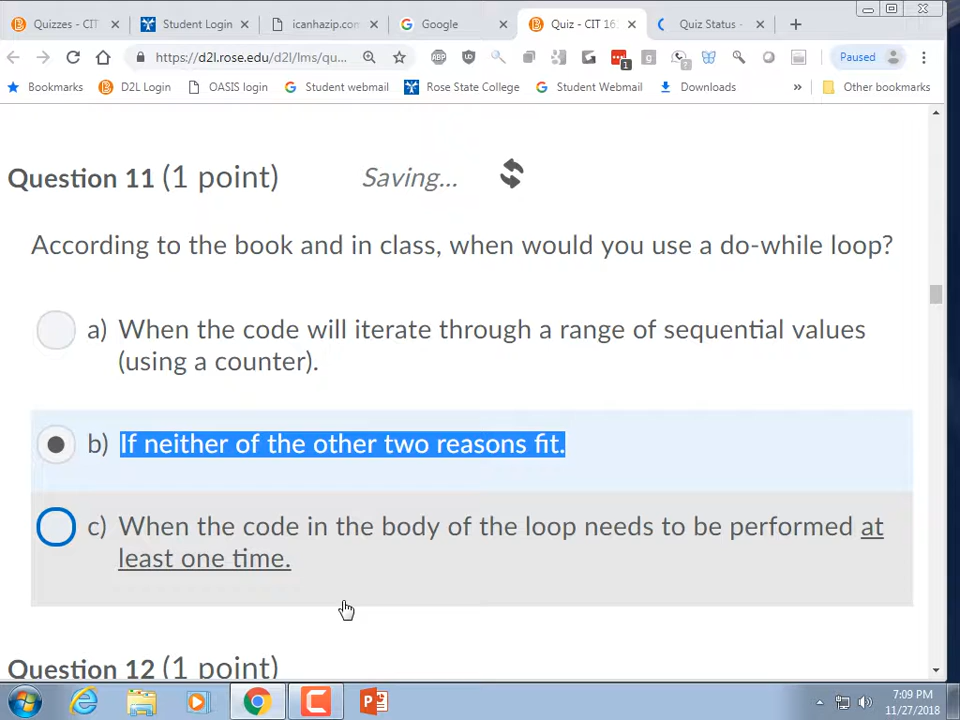 Quizzes - CIT
Student Login
icanhazip.com
Google
Quiz - CIT 16
Quiz Status -
https://d2l.rose.edu/d2l/lms/qu...
ABP
1
g
?
Paused
Bookmarks
D2L Login
OASIS login
Student webmail
Rose State College
Student Webmail
Downloads
»
Other bookmarks
Question 11 (1 point)
Saving...
According to the book and in class, when would you use a do-while loop?
a) When the code will iterate through a range of sequential values
(using a counter).
b) If neither of the other two reasons fit.
c) When the code in the body of the loop needs to be performed at
least one time.
Question 12 (1 point)
7:09 PM
11/27/2018